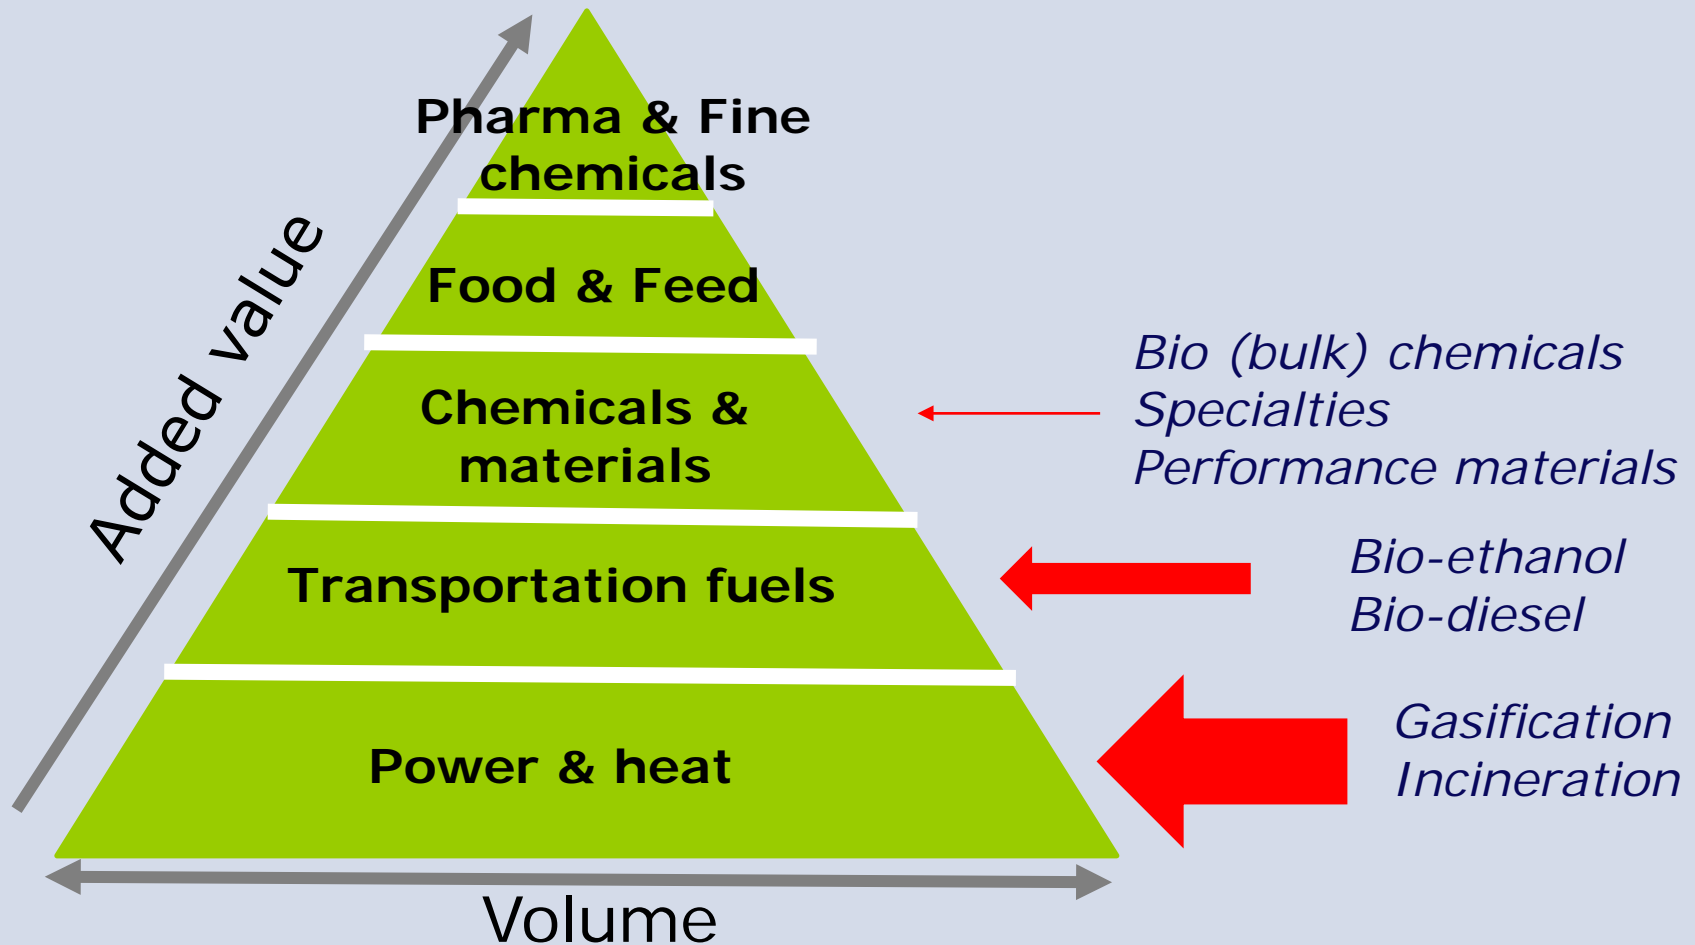 Pharma & Fine
chemicals
Food & Feed
Added value
Chemicals &
materials
Bio (bulk) chemicals
Specialties
Performance materials
Transportation fuels
Bio-ethanol
Bio-diesel
Power & heat
Gasification
Incineration
Volume